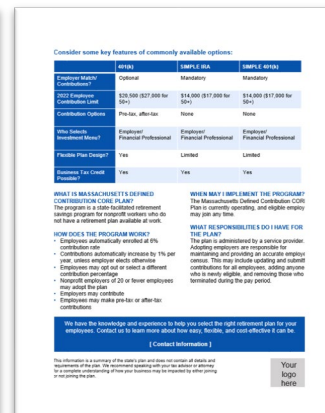 Consider some key features of commonly available options:
401(k) SIMPLE IRA SIMPLE 401(k)
Employer Match/ Contributions? Optional Mandatory Mandatory
2022 Employee Contribution Limit $20,500 ($27,000 for 50+) $14,000 ($17,000 for 50+) $14,000 ($17,000 for 50+)
Contribution Options Pre-tax, after-tax None None
Who Selects Investment Menu? Employer/ Financial Professional Employer/ Financial Professional Employer/ Financial Professional
Flexible Plan Design? Yes Limited Limited
Business Tax Credit Possible? Yes Yes Yes
WHAT IS MASSACHUSETTS DEFINED
CONTRIBUTION CORE PLAN?
The program is a state-facilitated retirement
savings program for nonprofit workers who do
not have a retirement plan available at work.
HOW DOES THE PROGRAM WORK?
• Employees automatically enrolled at 6%
contribution rate
• Contributions automatically increase by 1% per
year, unless employer elects otherwise
• Employees may opt out or select a different
contribution percentage
• Nonprofit employers of 20 or fewer employees
may adopt the plan
• Employers may contribute
• Employees may make pre-tax or after-tax
contributions
WHEN MAY I IMPLEMENT THE PROGRAM?
The Massachusetts Defined Contribution CORE
Plan is currently operating, and eligible employ
may join any time.
WHAT RESPONSIBILITIES DO I HAVE FOR
THE PLAN?
The plan is administered by a service provider.
Adopting employers are responsible for
maintaining and providing an accurate employe
census. This may include updating and submitt
contributions for all employees, adding anyone
who is newly eligible, and removing those who
terminated during the pay period.
We have the knowledge and experience to help you select the right retirement plan for your
employees. Contact us to learn more about how easy, flexible, and cost-effective it can be.
[ Contact Information ]
This information is a summary of the state's plan and does not contain all details and
requirements of the plan. We recommend speaking with your tax advisor or attorney
for a complete understanding of how your business may be impacted by either joining
or not joining the plan.
Your
logo
here